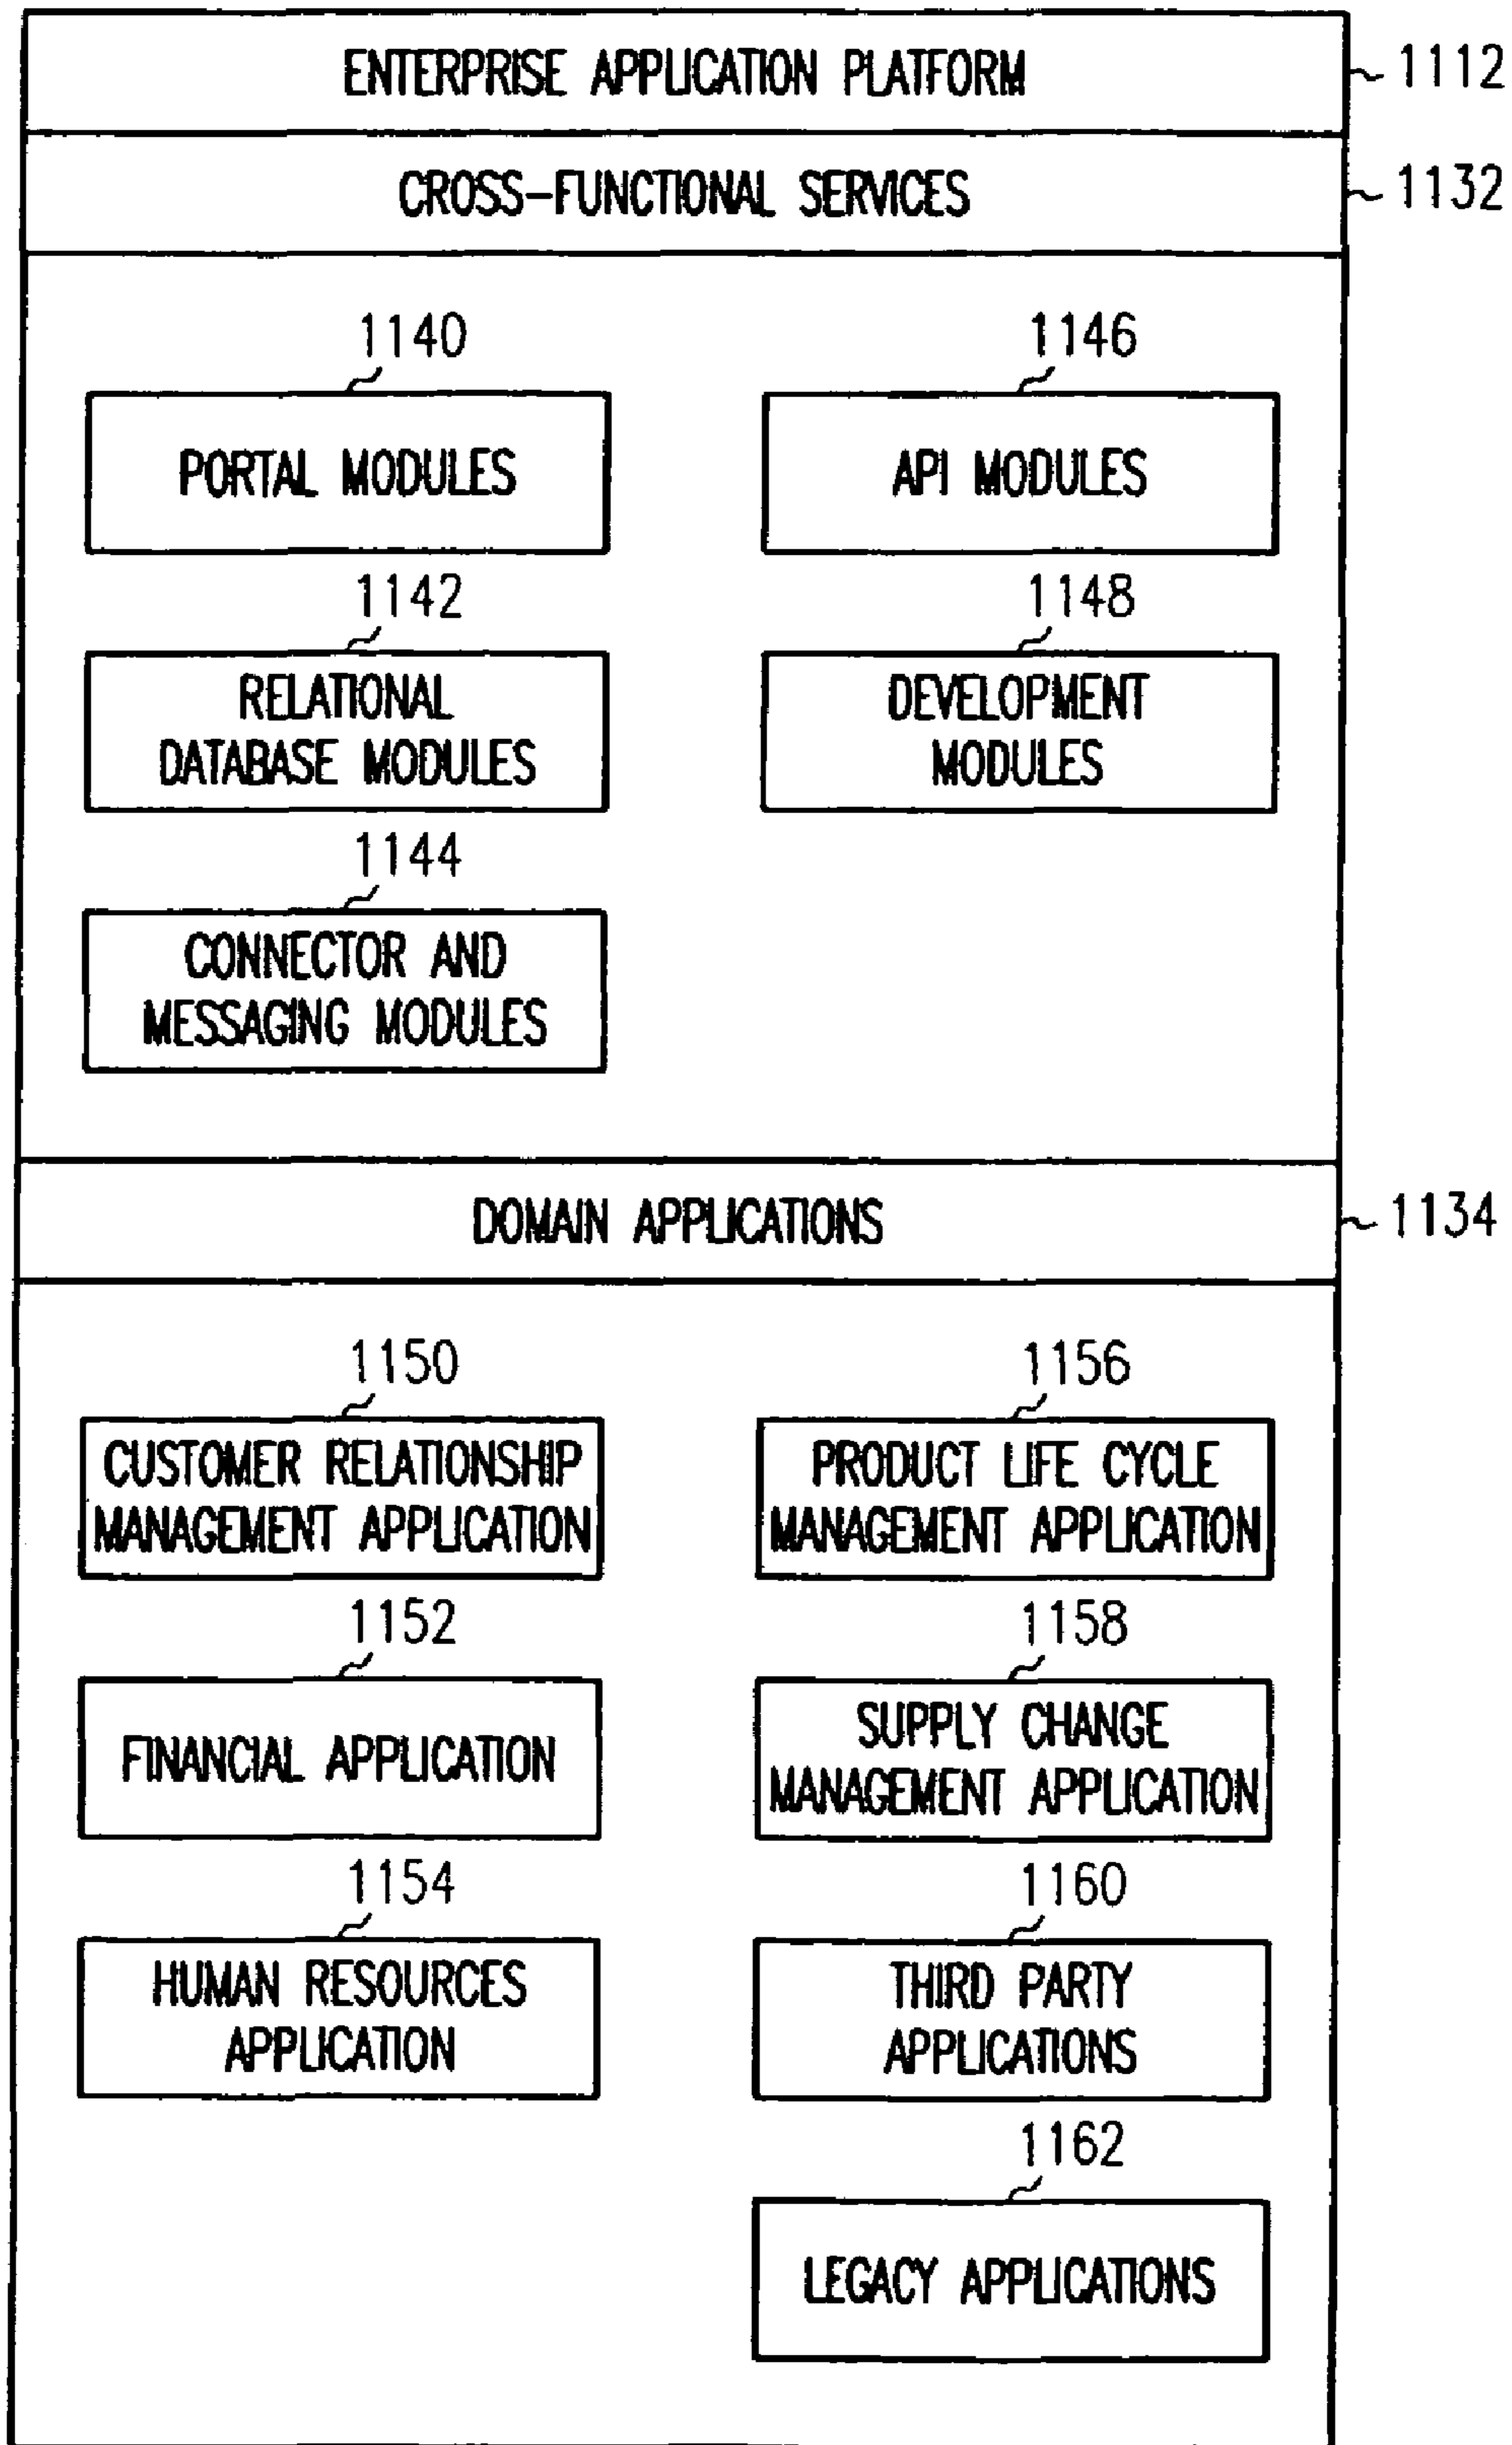 ENTERPRISE APPLICATION PLATFORM
1112
CROSS-FUNCTIONAL SERVICES
1132
1140
PORTAL MODULES
1146
API MODULES
1142
RELATIONAL
DATABASE MODULES
1148
DEVELOPMENT
MODULES
1144
CONNECTOR AND
MESSAGING MODULES
DOMAIN APPLICATIONS
1134
1150
CUSTOMER RELATIONSHIP
MANAGEMENT APPLICATION
1156
PRODUCT LIFE CYCLE
MANAGEMENT APPLICATION
1152
FINANCIAL APPLICATION
1158
SUPPLY CHANGE
MANAGEMENT APPLICATION
1154
HUMAN RESOURCES
APPLICATION
1160
THIRD PARTY
APPLICATIONS
1162
LEGACY APPLICATIONS